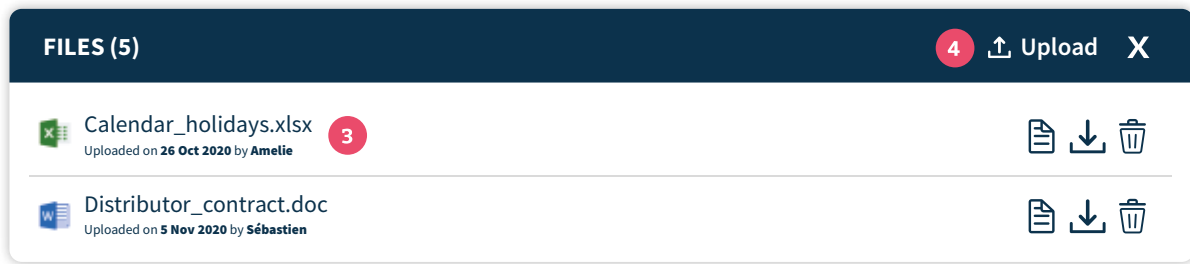 FILES (5)
4 Upload X
Calendar_holidays.xlsx 3
Uploaded on 26 Oct 2020 by Amelie
Distributor_contract.doc
Uploaded on 5 Nov 2020 by Sébastien